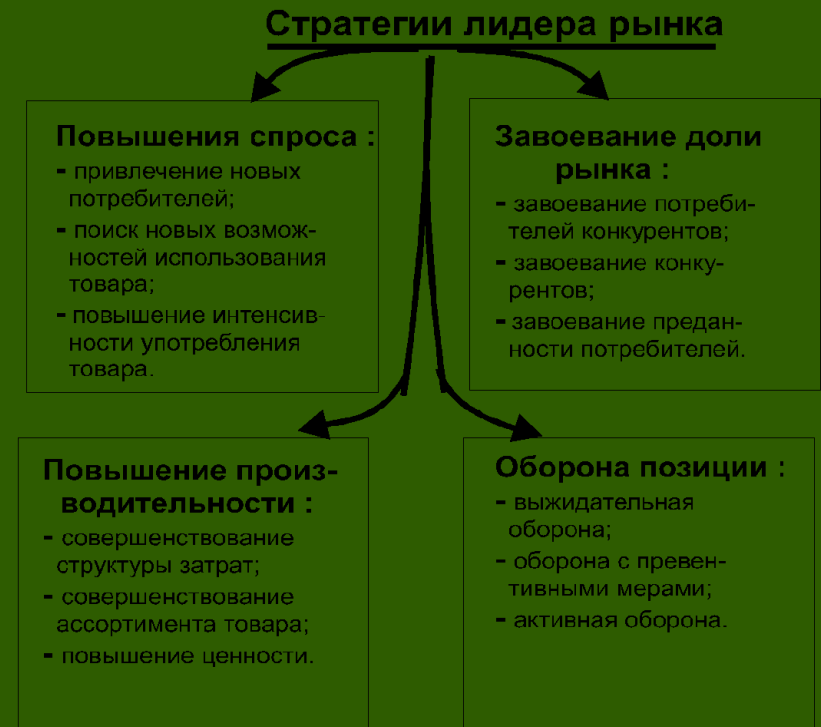 Стратегии лидера рынка
Повышения спроса :
- привлечение новых
потребителей;
- поиск новых возмож-
ностей использования
товара;
- повышение интенсив-
ности употребления
товара.
Завоевание доли
рынка :
- завоевание потреби-
телей конкурентов;
- завоевание конку-
рентов;
- завоевание предан-
ности потребителей.
Повышение произ-
водительности :
- совершенствование
структуры затрат;
- совершенствование
ассортимента товара;
- повышение ценности.
Оборона позиции :
- выжидательная
оборона;
- оборона с превен-
тивными мерами;
- активная оборона.